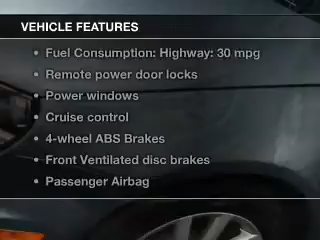 VEHICLE FEATURES
• Fuel Consumption: Highway: 30 mpg
• Remote power door locks
• Power windows
• Cruise control
• 4-wheel ABS Brakes
• Front Ventilated disc brakes
• Passenger Airbag